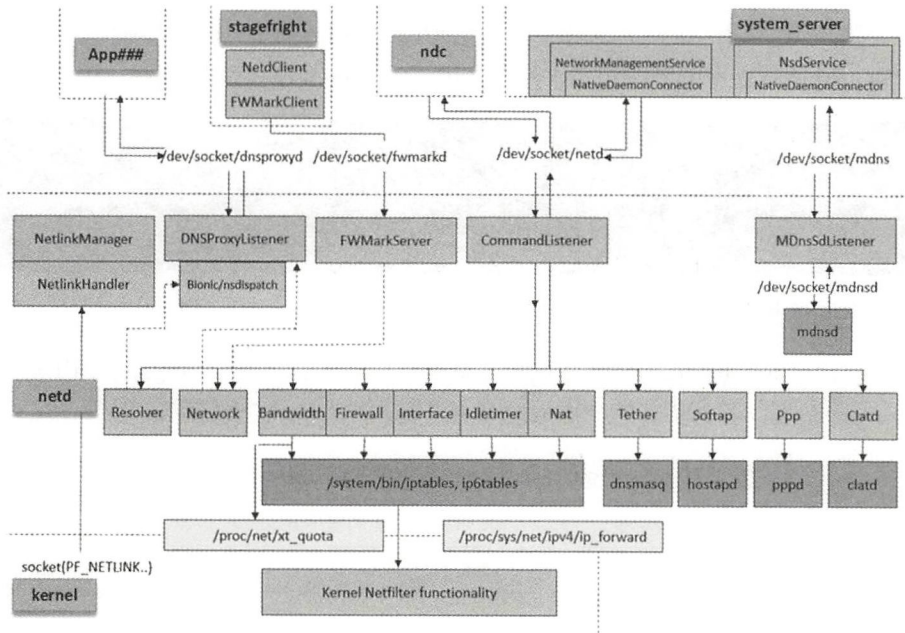 App###
stagefright
NetdClient
FWMarkClient
ndc
system_server
NetworkManagementService
NativeDaemonConnector
NsdService
NativeDaemonConnector
/dev/socket/dnsproxyd
/dev/socket/fwmarkd
/dev/socket/netd
/dev/socket/mdns
NetlinkManager
NetlinkHandler
DNSProxyListener
Bionic/nsdispatch
FWMarkServer
CommandListener
MDnsSdListener
/dev/socket/mdnsd
mdnsd
netd
Resolver
Network
Bandwidth
Firewall
Interface
Idletimer
Nat
Tether
Softap
Ppp
Clatd
/system/bin/iptables, ip6tables
dnsmasq
hostapd
pppd
clatd
/proc/net/xt_quota
/proc/sys/net/ipv4/ip_forward
socket(PF_NETLINK..)
kernel
Kernel Netfilter functionality